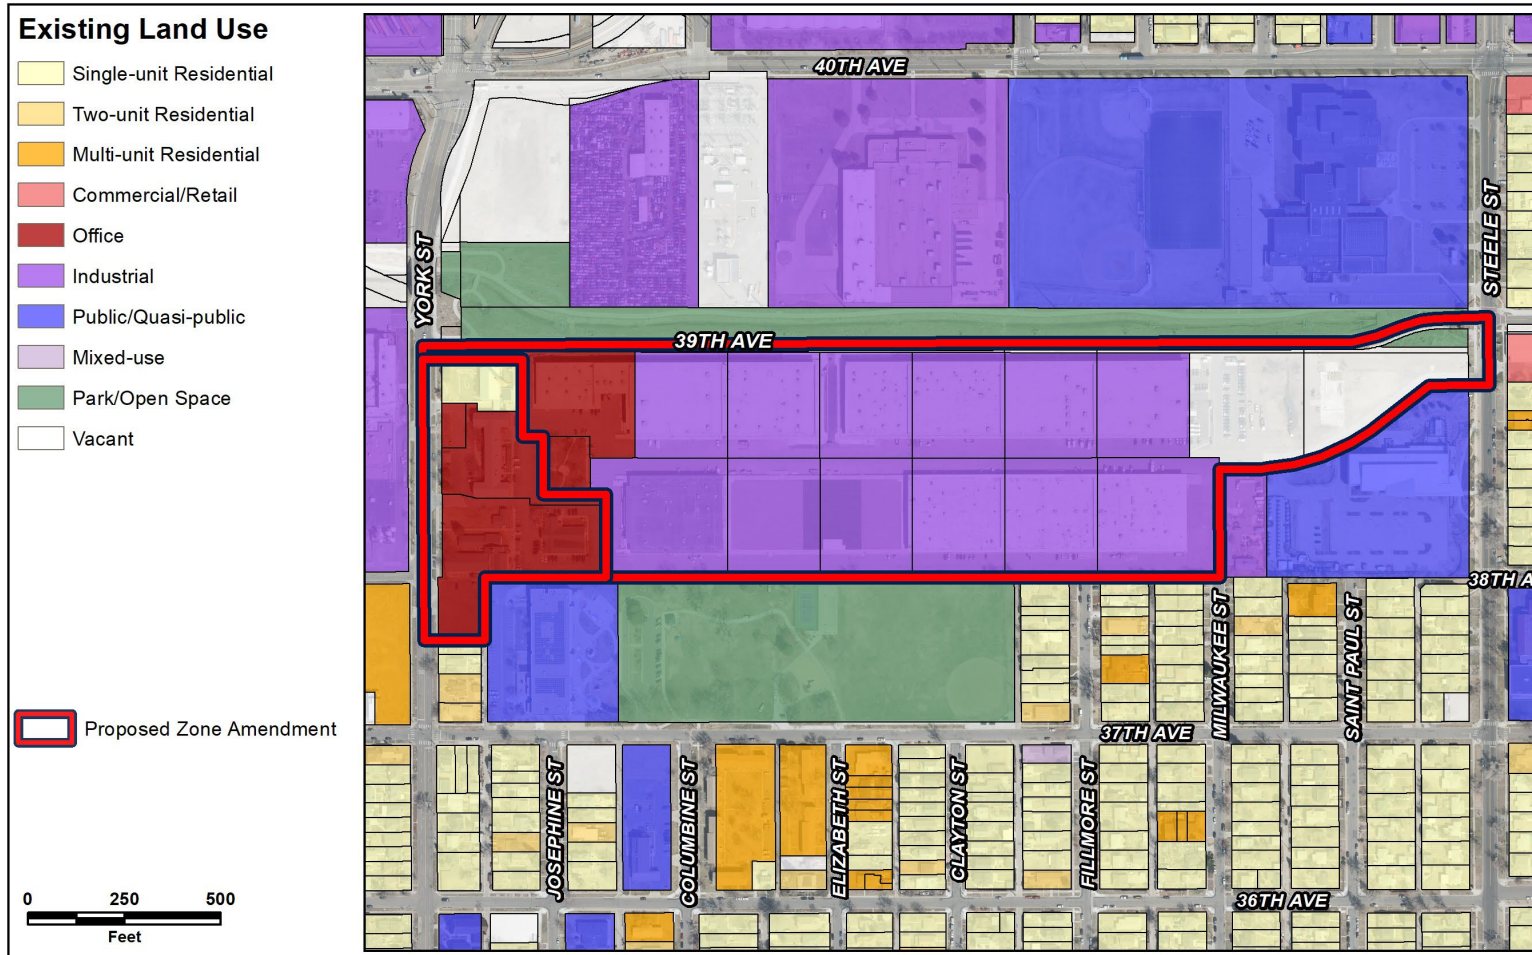 Existing Land Use
Single-unit Residential
Two-unit Residential
Multi-unit Residential
Commercial/Retail
Office
Industrial
Public/Quasi-public
Mixed-use
Park/Open Space
Vacant
Proposed Zone Amendment
0 250 500
Feet
40TH AVE
YORK ST
STEELE ST
39TH AVE
38TH A
MILWAUKEE ST
SAINT PAUL ST
37TH AVE
JOSEPHINE ST
COLUMBINE ST
ELIZABETH ST
CLAYTON ST
FILLMORE ST
36TH AVE